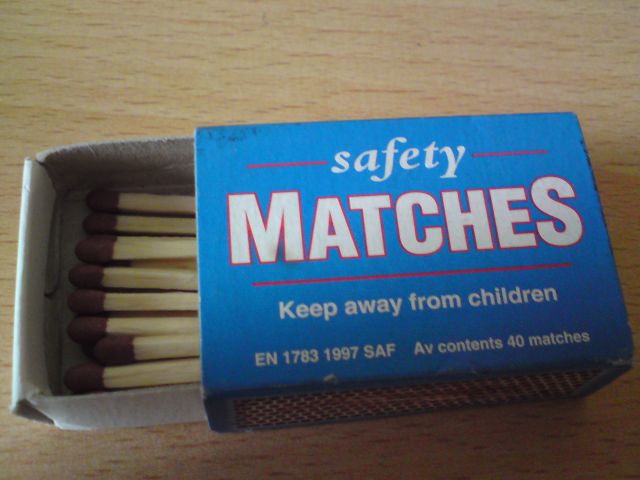 safety
MATCHES
Keep away from children
EN 1783 1997 SAF Av contents 40 matches